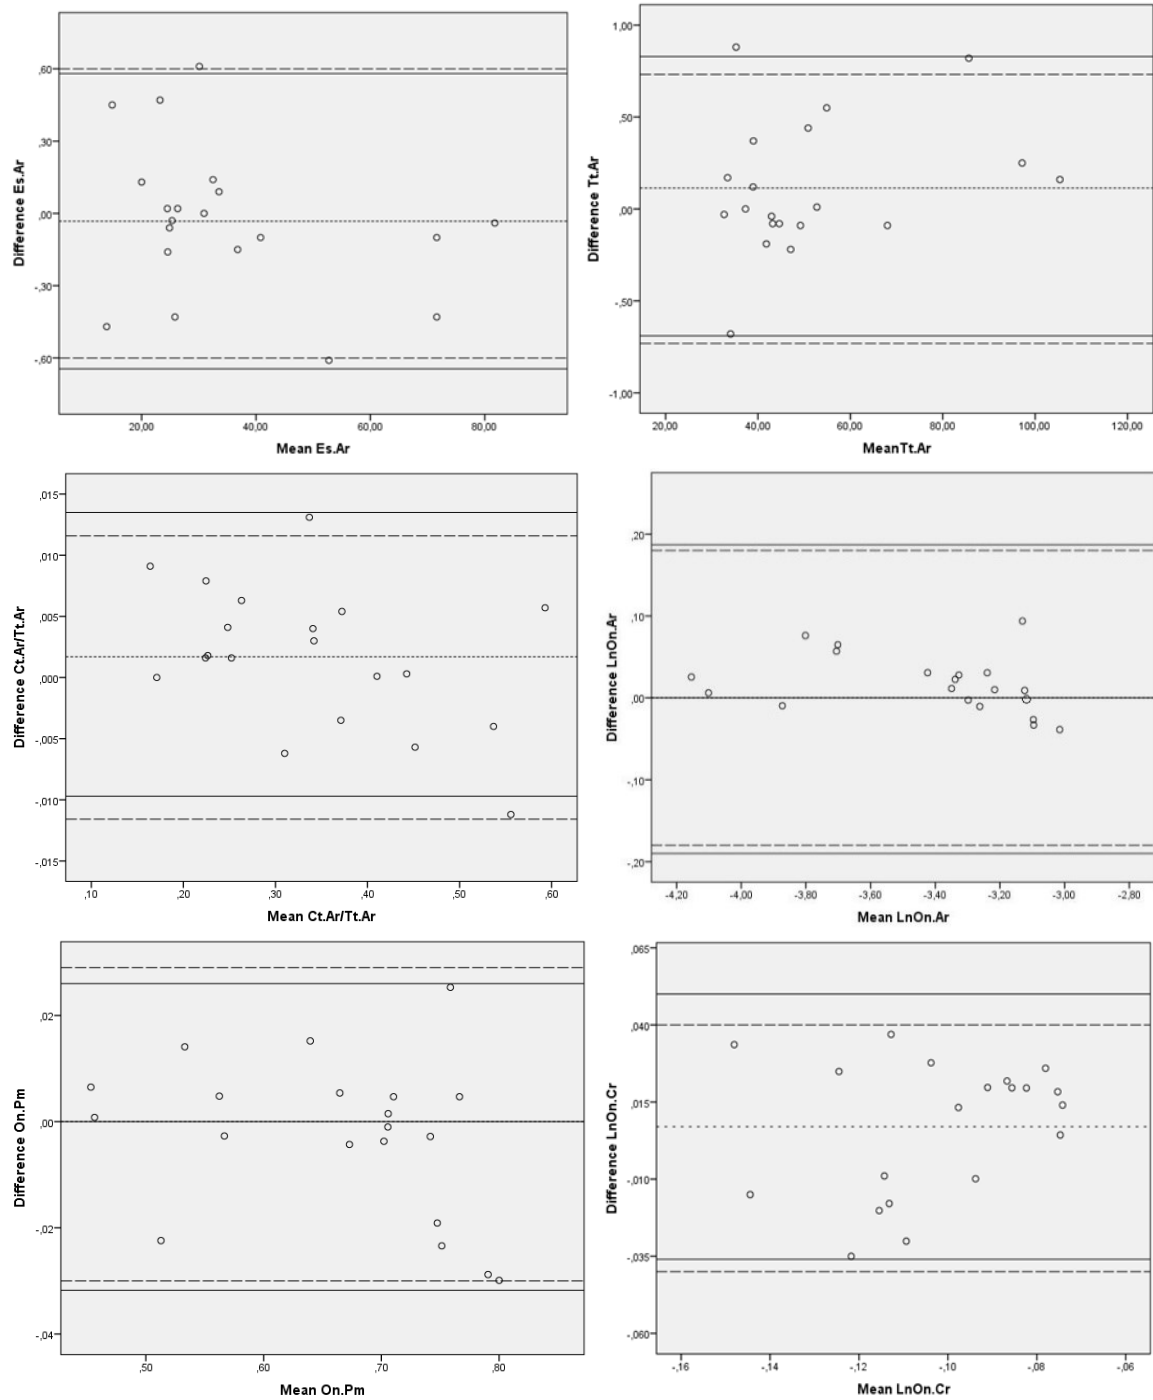 Difference Es.Ar
,60
,30
,00
-,30
-,60
20,00 40,00 60,00 80,00
Mean Es.Ar
Difference Tt.Ar
1,00
,50
,00
-,50
-1,00
20,00 40,00 60,00 80,00 100,00 120,00
MeanTt.Ar
Difference Ct.Ar/Tt.Ar
,015
,010
,005
,000
-,005
-,010
-,015
,10 ,20 ,30 ,40 ,50 ,60
Mean Ct.Ar/Tt.Ar
Difference LnOn.Ar
,20
,10
,00
-,10
-,20
-4,20 -4,00 -3,80 -3,60 -3,40 -3,20 -3,00 -2,80
Mean LnOn.Ar
Difference On.Pm
,02
,00
-,02
-,04
,50 ,60 ,70 ,80
Mean On.Pm
Difference LnOn.Cr
,065
,040
,015
-,010
-,035
-,060
-,16 -,14 -,12 -,10 -,08 -,06
Mean LnOn.Cr